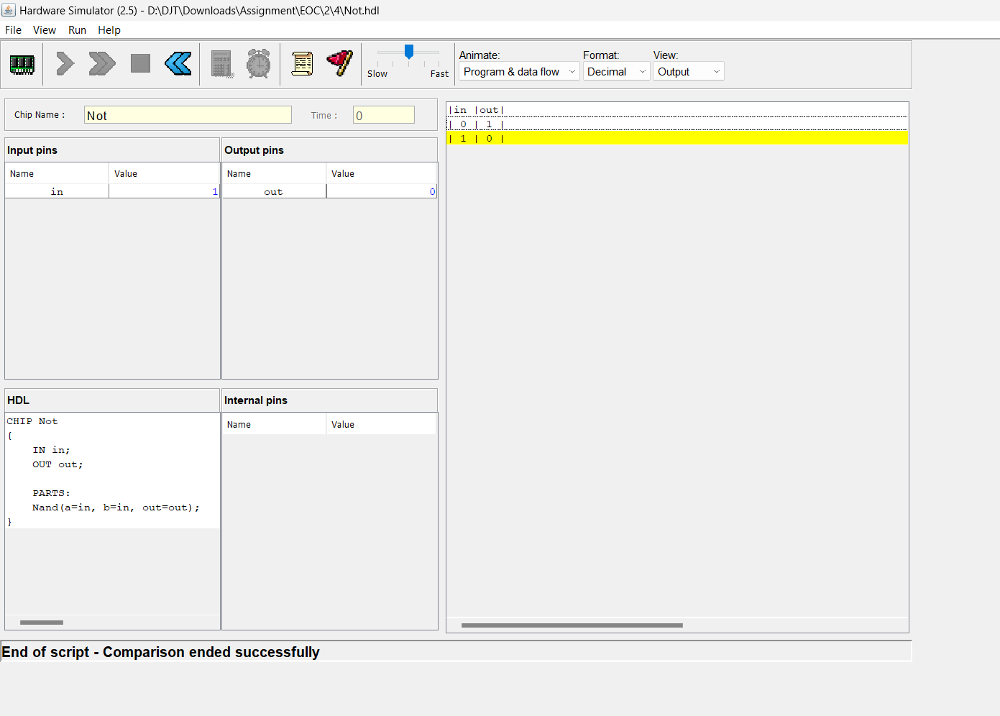 Hardware Simulator (2.5) - D:\DJT\Downloads\Assignment\EOC\2\4\Not.hdl
File View Run Help
Slow Fast
Animate: Format: View:
Program & data flow Decimal Output
Chip Name : Not Time : 0
Input pins
Name Value
in 1
Output pins
Name Value
out 0
|in |out|
| 0 | 1 |
| 1 | 0 |
HDL
CHIP Not
{
    IN in;
    OUT out;
    PARTS:
    Nand(a=in, b=in, out=out);
}
Internal pins
Name Value
End of script - Comparison ended successfully